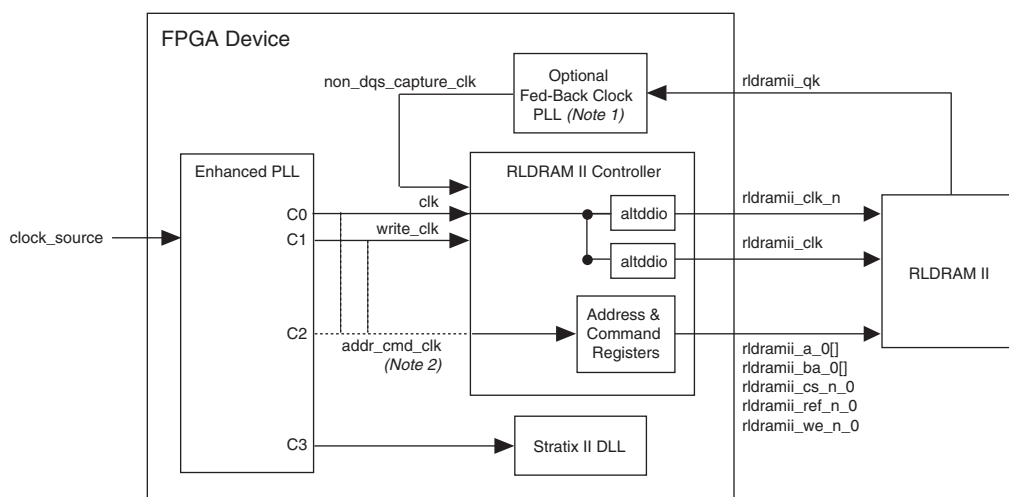 FPGA Device
Optional
Fed-Back Clock
PLL (Note 1)
non_dqs_capture_clk
rldramii_qk
Enhanced PLL
RLDRAM II Controller
C0
clk
altddio
rldramii_clk_n
clock_source
C1
write_clk
altddio
rldramii_clk
RLDRAM II
C2
addr_cmd_clk
(Note 2)
Address &
Command
Registers
rldramii_a_0[]
rldramii_ba_0[]
rldramii_cs_n_0
rldramii_ref_n_0
rldramii_we_n_0
C3
Stratix II DLL